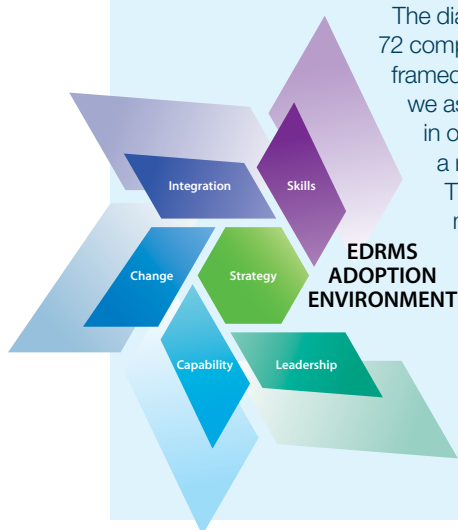 The dia
72 comp
framed
we as
in o
a r
T
Integration
Skills
EDRMS
ADOPTION
ENVIRONMENT
Change
Strategy
Capability
Leadership